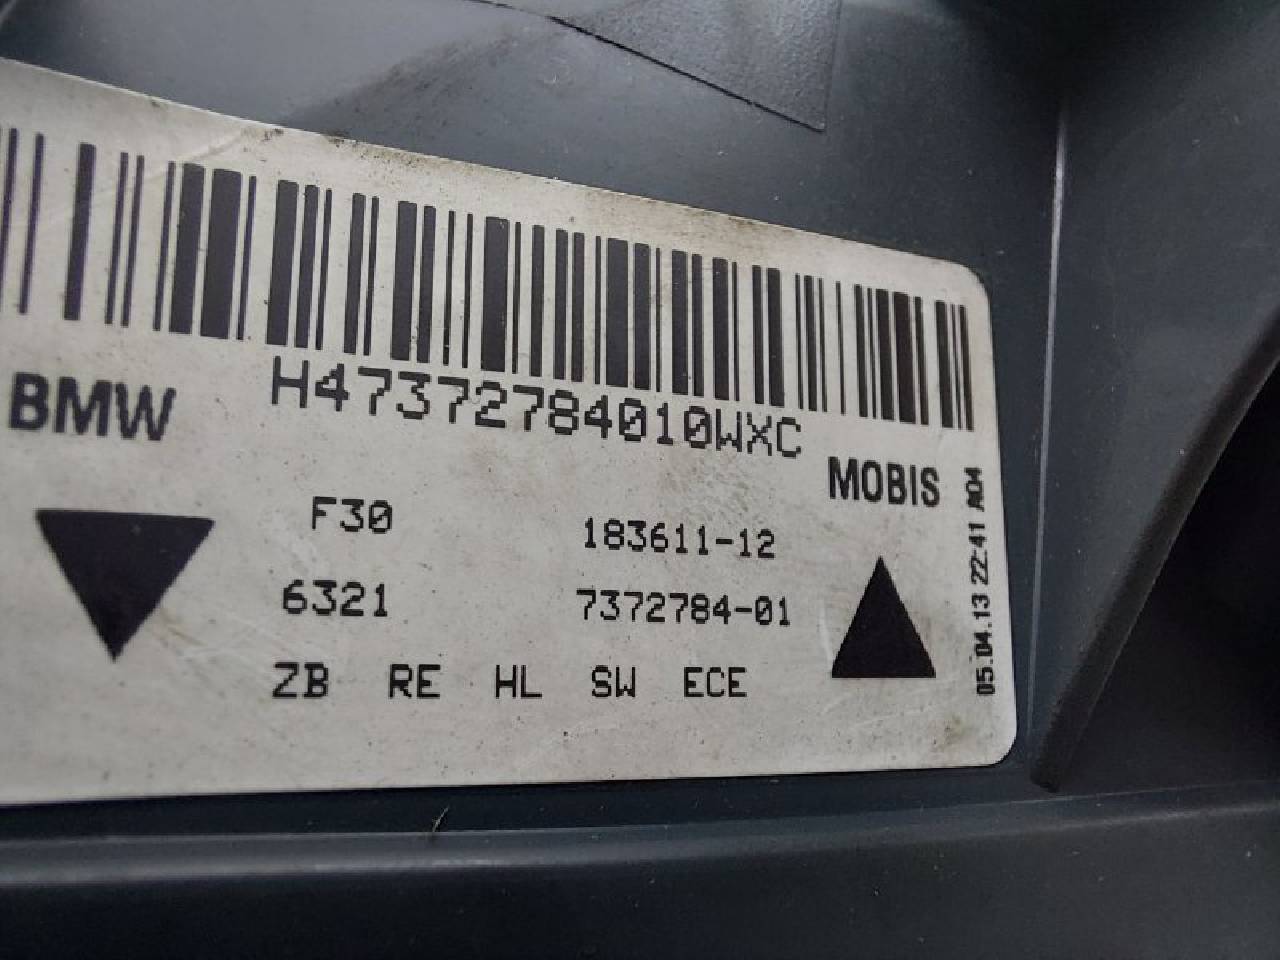 H47372784010WXC
BMW
MOBIS
F30 183611-12
6321 7372784-01
ZB RE HL SW ECE
05.04.13 22:41 A04